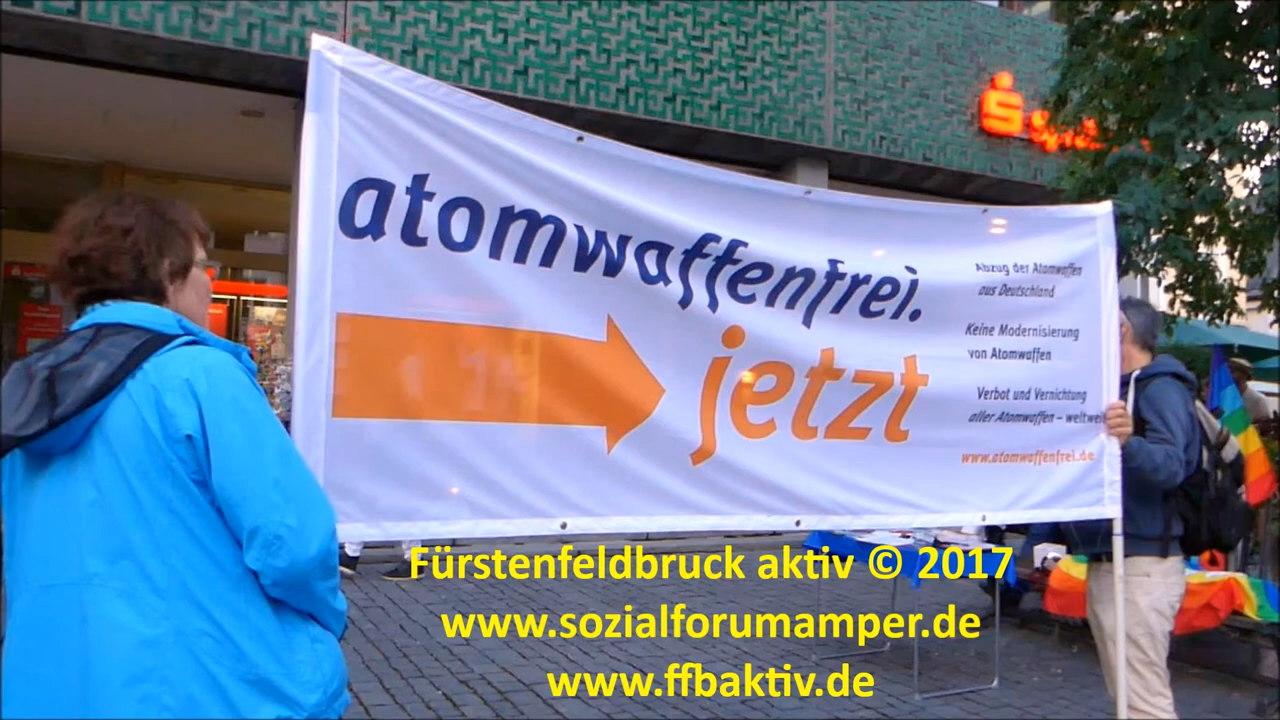 atomwaffenfrei.
jetzt
Abzug der Atomwaffen
aus Deutschland
Keine Modernisierung
von Atomwaffen
Verbot und Vernichtung
aller Atomwaffen – weltweit
www.atomwaffenfrei.de
Fürstenfeldbruck aktiv © 2017
www.sozialforumamper.de
www.ffbaktiv.de